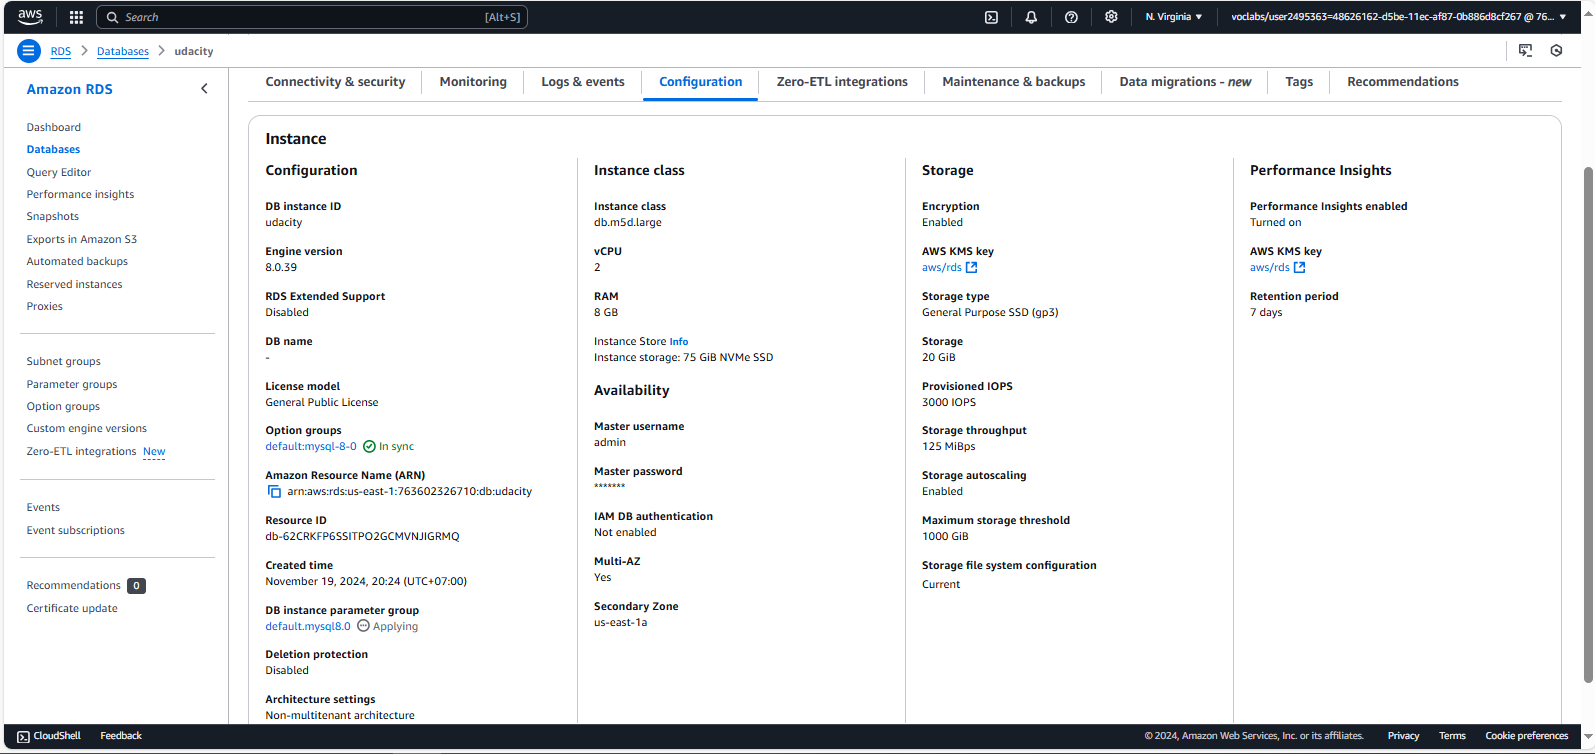 aws
Search [Alt+S]
N. Virginia
voclabs/user2495363=48626162-d5be-11ec-af87-0b886d8cf267 @ 76...
RDS Databases udacity
Amazon RDS
Dashboard
Databases
Query Editor
Performance insights
Snapshots
Exports in Amazon S3
Automated backups
Reserved instances
Proxies
Subnet groups
Parameter groups
Option groups
Custom engine versions
Zero-ETL integrations New
Events
Event subscriptions
Recommendations 0
Certificate update
Connectivity & security Monitoring Logs & events Configuration Zero-ETL integrations Maintenance & backups Data migrations - new Tags Recommendations
Instance
Configuration
DB instance ID
udacity
Engine version
8.0.39
RDS Extended Support
Disabled
DB name
-
License model
General Public License
Option groups
default:mysql-8-0 In sync
Amazon Resource Name (ARN)
arn:aws:rds:us-east-1:763602326710:db:udacity
Resource ID
db-62CRKFP6SSITPO2GCMVNJIGRMQ
Created time
November 19, 2024, 20:24 (UTC+07:00)
DB instance parameter group
default.mysql8.0 Applying
Deletion protection
Disabled
Architecture settings
Non-multitenant architecture
Instance class
Instance class
db.m5d.large
vCPU
2
RAM
8 GB
Instance Store Info
Instance storage: 75 GiB NVMe SSD
Availability
Master username
admin
Master password
*******
IAM DB authentication
Not enabled
Multi-AZ
Yes
Secondary Zone
us-east-1a
Storage
Encryption
Enabled
AWS KMS key
aws/rds
Storage type
General Purpose SSD (gp3)
Storage
20 GiB
Provisioned IOPS
3000 IOPS
Storage throughput
125 MiBps
Storage autoscaling
Enabled
Maximum storage threshold
1000 GiB
Storage file system configuration
Current
Performance Insights
Performance Insights enabled
Turned on
AWS KMS key
aws/rds
Retention period
7 days
CloudShell Feedback
© 2024, Amazon Web Services, Inc. or its affiliates. Privacy Terms Cookie preferences